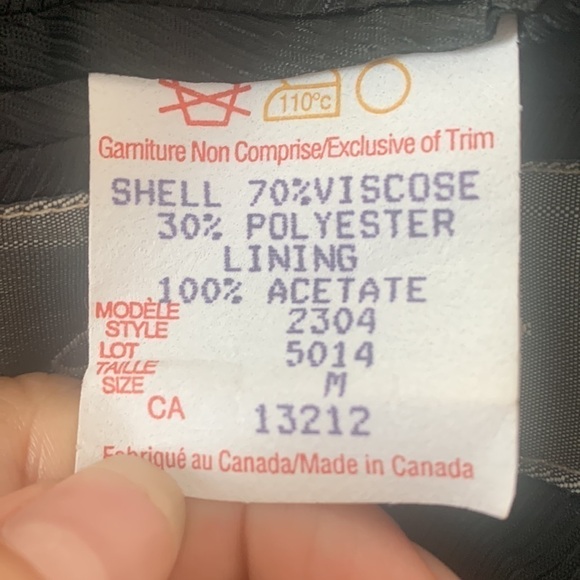 110°c
Garniture Non Comprise/Exclusive of Trim
SHELL 70%VISCOSE
30% POLYESTER
LINING
100% ACETATE
MODÈLE
STYLE 2304
LOT 5014
TAILLE
SIZE M
CA 13212
Fabriqué au Canada/Made in Canada